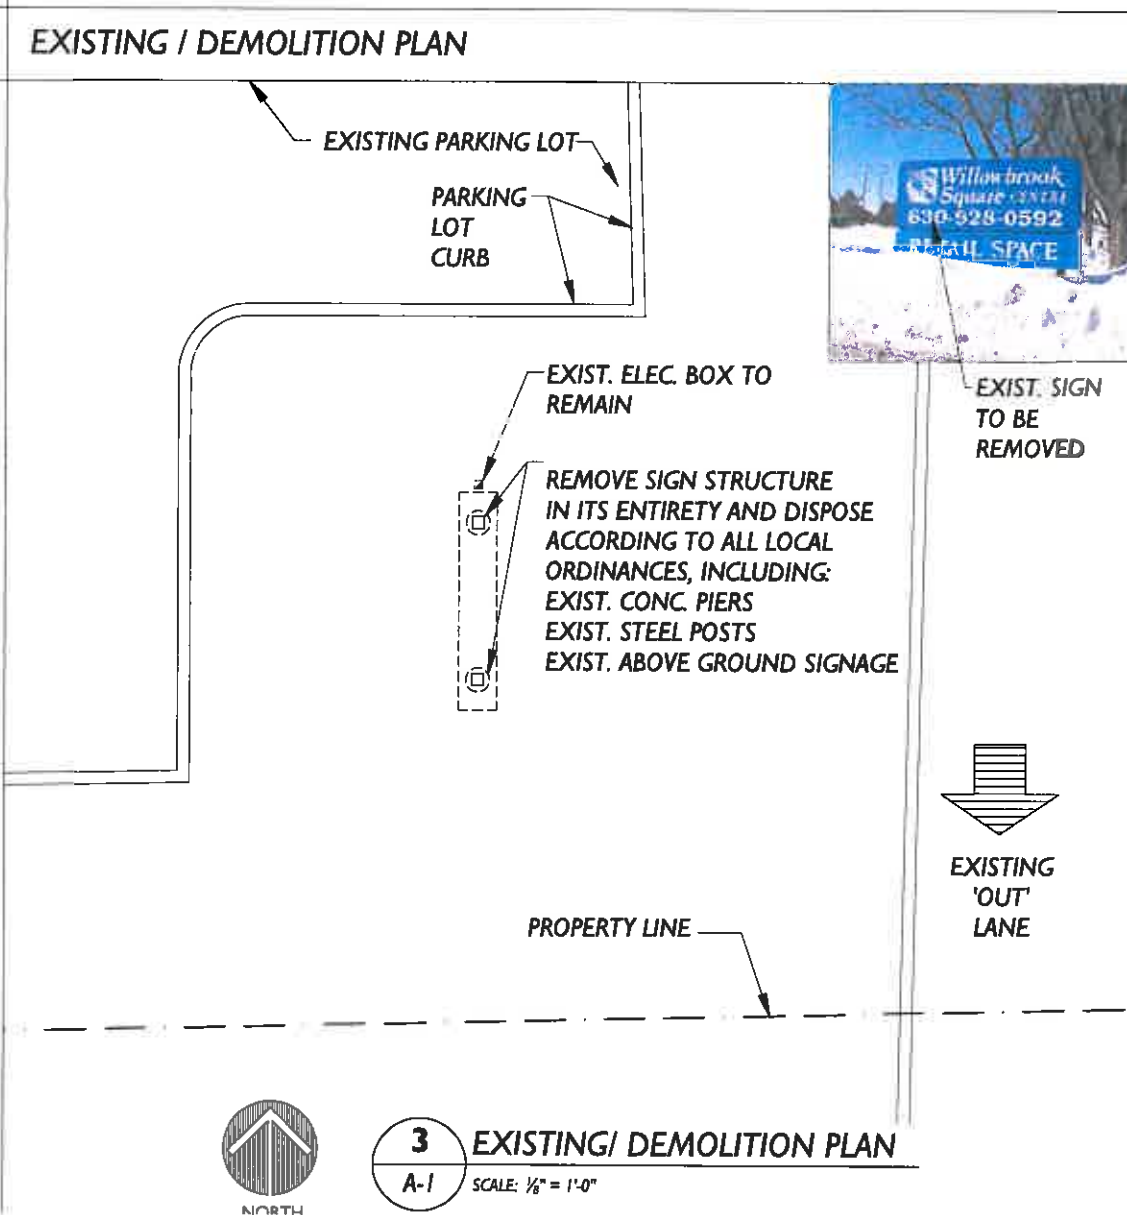 EXISTING / DEMOLITION PLAN
EXISTING PARKING LOT
PARKING
LOT
CURB
Willowbrook
Square CENTRE
630-928-0592
RETAIL SPACE
EXIST. SIGN
TO BE
REMOVED
EXIST. ELEC. BOX TO
REMAIN
REMOVE SIGN STRUCTURE
IN ITS ENTIRETY AND DISPOSE
ACCORDING TO ALL LOCAL
ORDINANCES, INCLUDING:
EXIST. CONC. PIERS
EXIST. STEEL POSTS
EXIST. ABOVE GROUND SIGNAGE
EXISTING
'OUT'
LANE
PROPERTY LINE
NORTH
3
A-1
EXISTING/ DEMOLITION PLAN
SCALE: ⅛" = 1'-0"